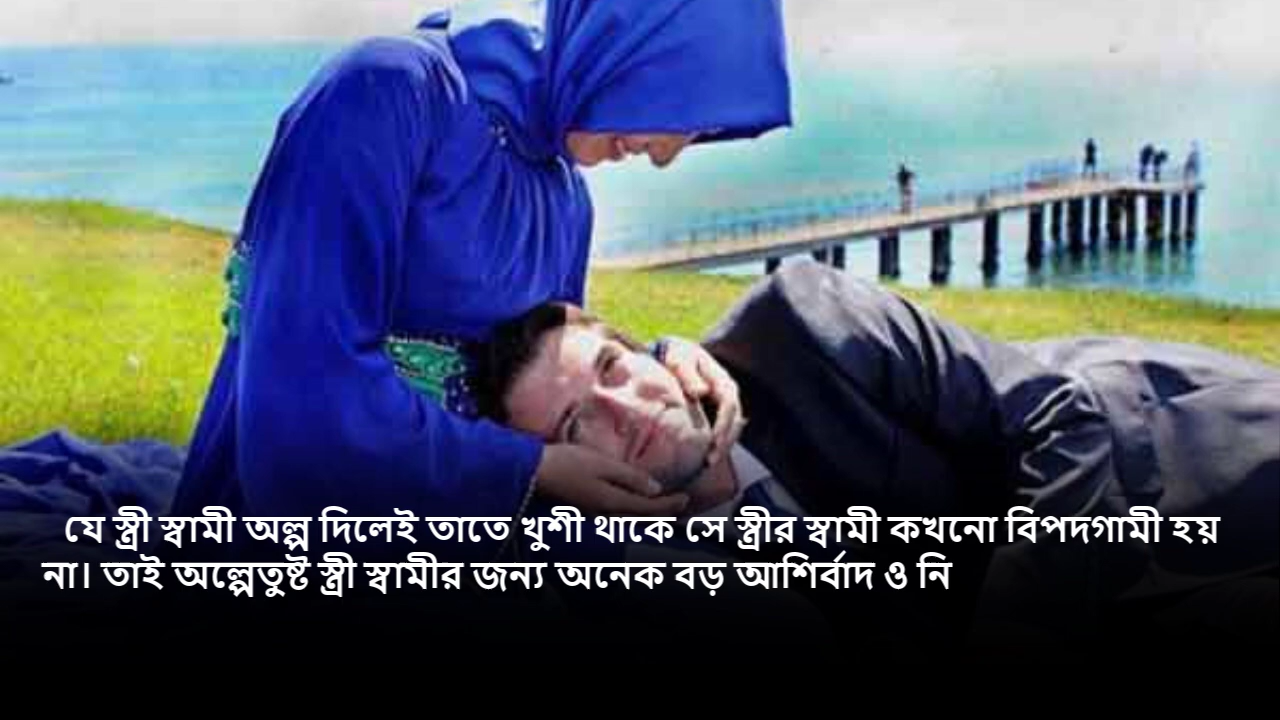 যে স্ত্রী স্বামী অল্প দিলেই তাতে খুশী থাকে সে স্ত্রীর স্বামী কখনো বিপদগামী হয়
না। তাই অল্পেতুষ্ট স্ত্রী স্বামীর জন্য অনেক বড় আশির্বাদ ও নি